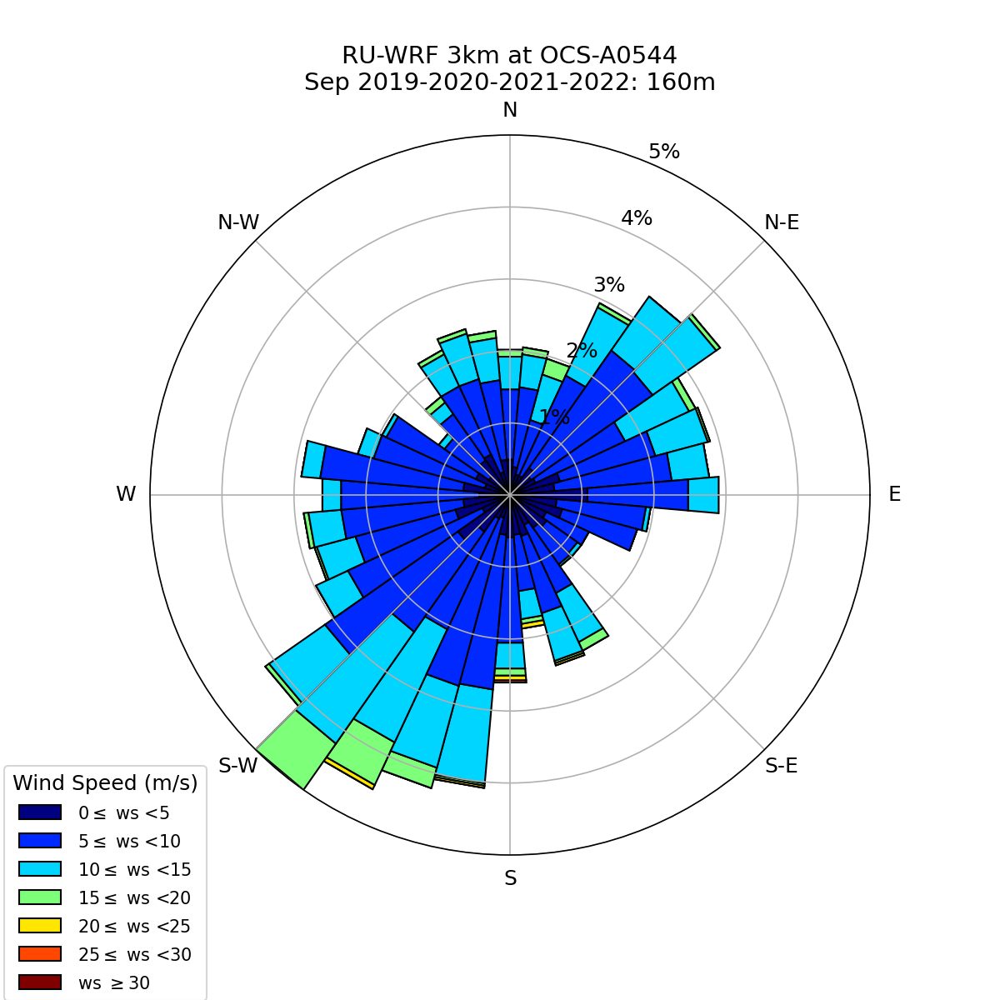 RU-WRF 3km at OCS-A0544
Sep 2019-2020-2021-2022: 160m
N
5%
4%
N-W
N-E
3%
2%
1%
W
E
S-W
S-E
S
Wind Speed (m/s)
0≤ ws <5
5≤ ws <10
10≤ ws <15
15≤ ws <20
20≤ ws <25
25≤ ws <30
ws ≥30